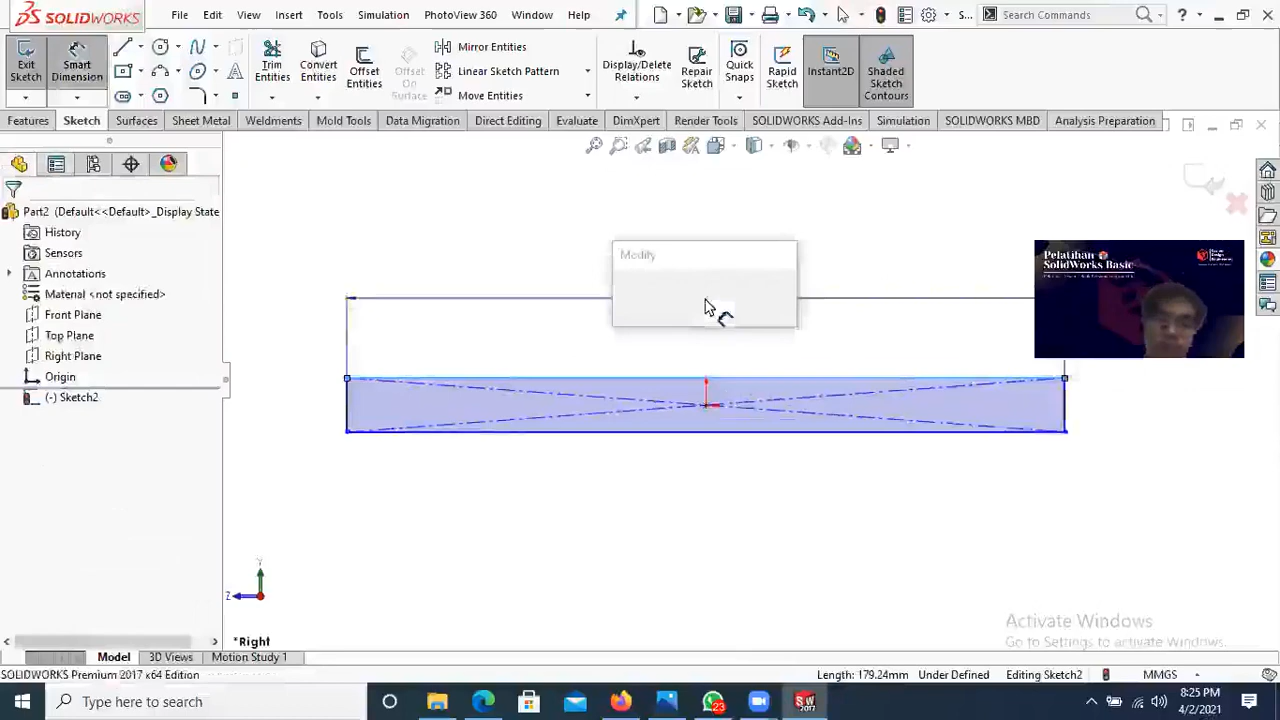 SOLIDWORKS File Edit View Insert Tools Simulation PhotoView 360 Window Help S... Search Commands
Exit Sketch
Smart Dimension
Trim Entities
Convert Entities
Offset Entities
Offset On Surface
Mirror Entities
Linear Sketch Pattern
Move Entities
Display/Delete Relations
Repair Sketch
Quick Snaps
Rapid Sketch
Instant2D
Shaded Sketch Contours
Features Sketch Surfaces Sheet Metal Weldments Mold Tools Data Migration Direct Editing Evaluate DimXpert Render Tools SOLIDWORKS Add-Ins Simulation SOLIDWORKS MBD Analysis Preparation
Part2 (Default<<Default>_Display State
History
Sensors
Annotations
Material <not specified>
Front Plane
Top Plane
Right Plane
Origin
(-) Sketch2
Modify
Pelatihan
SolidWorks Basic
Y
Z
*Right
Activate Windows
Go to Settings to activate Windows.
Model 3D Views Motion Study 1
SOLIDWORKS Premium 2017 x64 Edition Length: 179.24mm Under Defined Editing Sketch2 MMGS
Type here to search
23
SW
2017
8:25 PM
4/2/2021